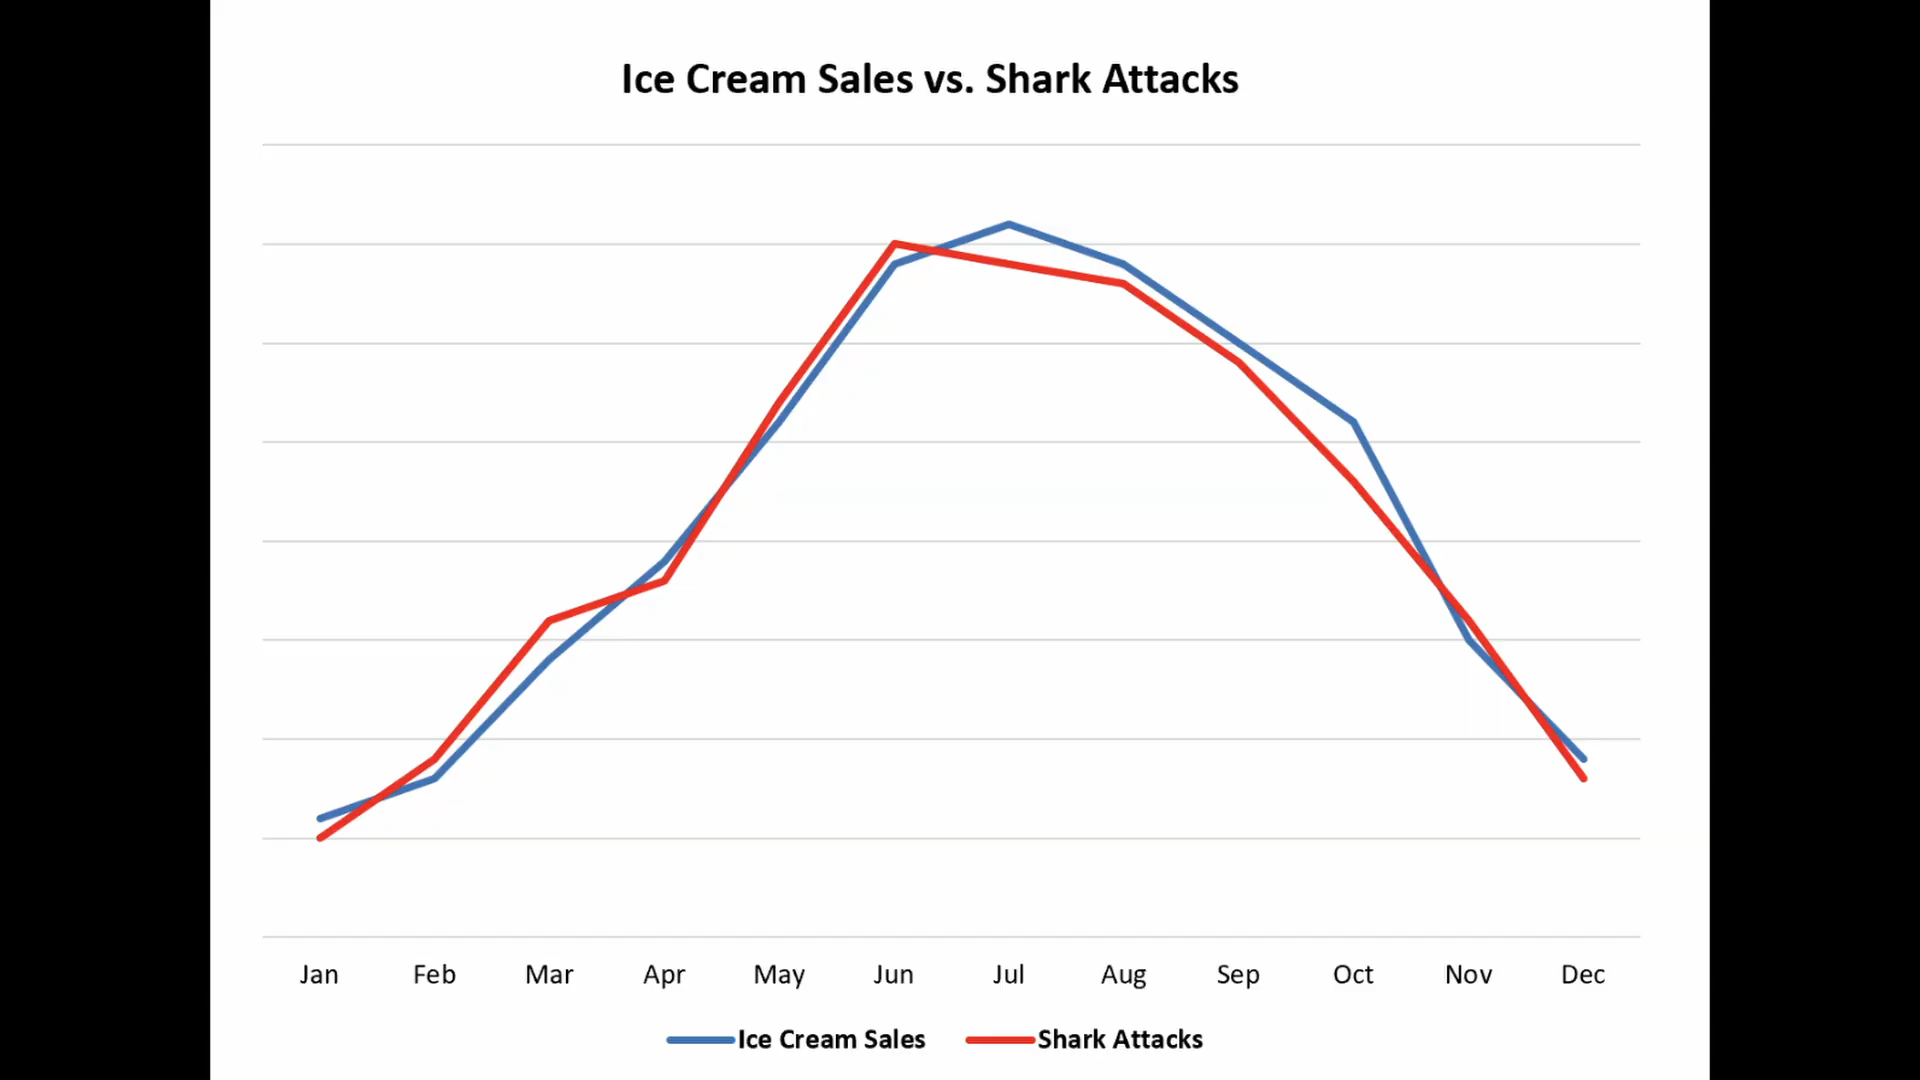 Ice Cream Sales vs. Shark Attacks
Jan Feb Mar Apr May Jun Jul Aug Sep Oct Nov Dec
Ice Cream Sales Shark Attacks